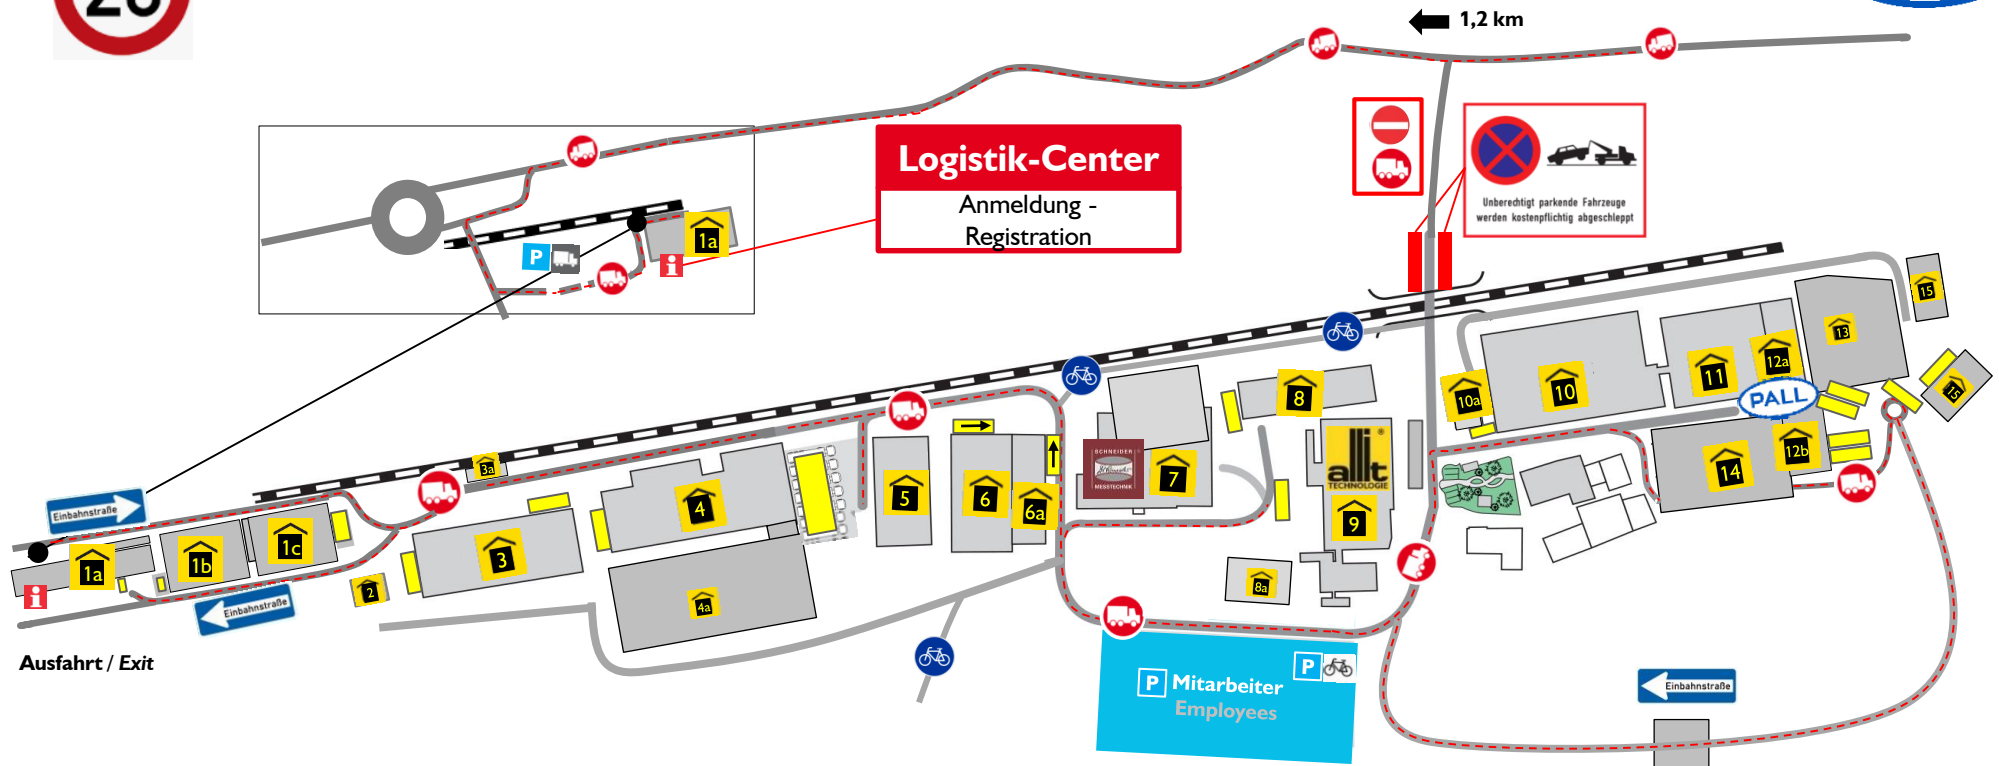 1,2 km
Logistik-Center
Anmeldung -
Registration
Unberechtigt parkende Fahrzeuge
werden kostenpflichtig abgeschleppt
P
1a
i
15
13
12a
11
10
10a
15
PALL
12b
14
8
SCHNEIDER
MESSTECHNIK
7
allit
TECHNOLOGIE
9
8a
3a
4
5
6
6a
Einbahnstraße
1a
1b
1c
3
2
4a
i
Einbahnstraße
Ausfahrt / Exit
P
P Mitarbeiter
Employees
Einbahnstraße